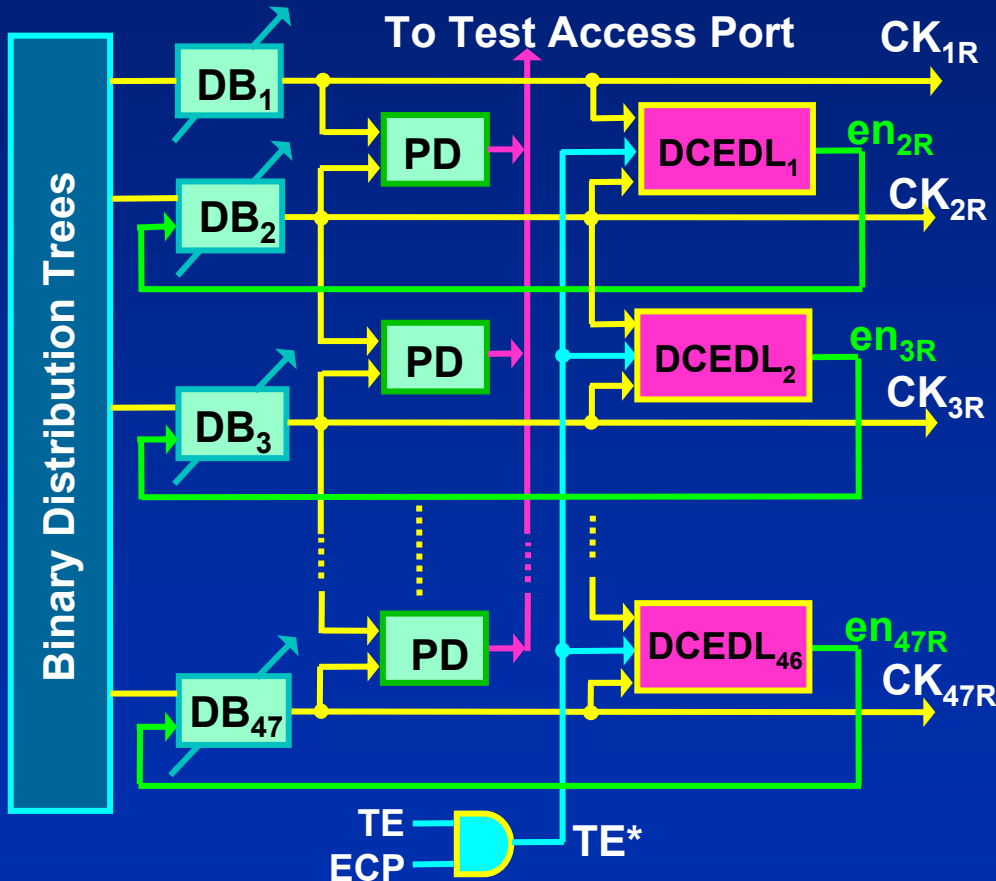 To Test Access Port
CK1R
DB1
PD
DCEDL1
en2R
CK2R
DB2
Binary Distribution Trees
PD
DCEDL2
en3R
CK3R
DB3
PD
DCEDL46
en47R
CK47R
DB47
TE
ECP
TE*